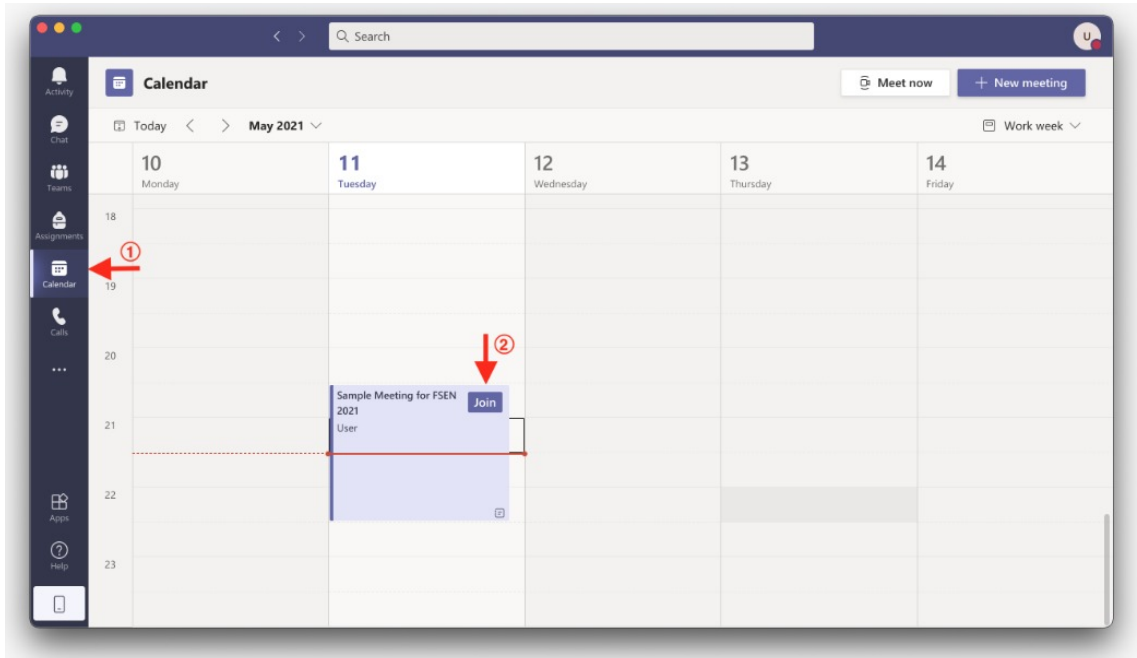 Search
U
Activity
Chat
Teams
Assignments
Calendar
Calls
Apps
Help
Calendar
Meet now
+ New meeting
Today
May 2021
Work week
10
Monday
11
Tuesday
12
Wednesday
13
Thursday
14
Friday
18
19
20
21
22
23
①
②
Sample Meeting for FSEN
2021
User
Join